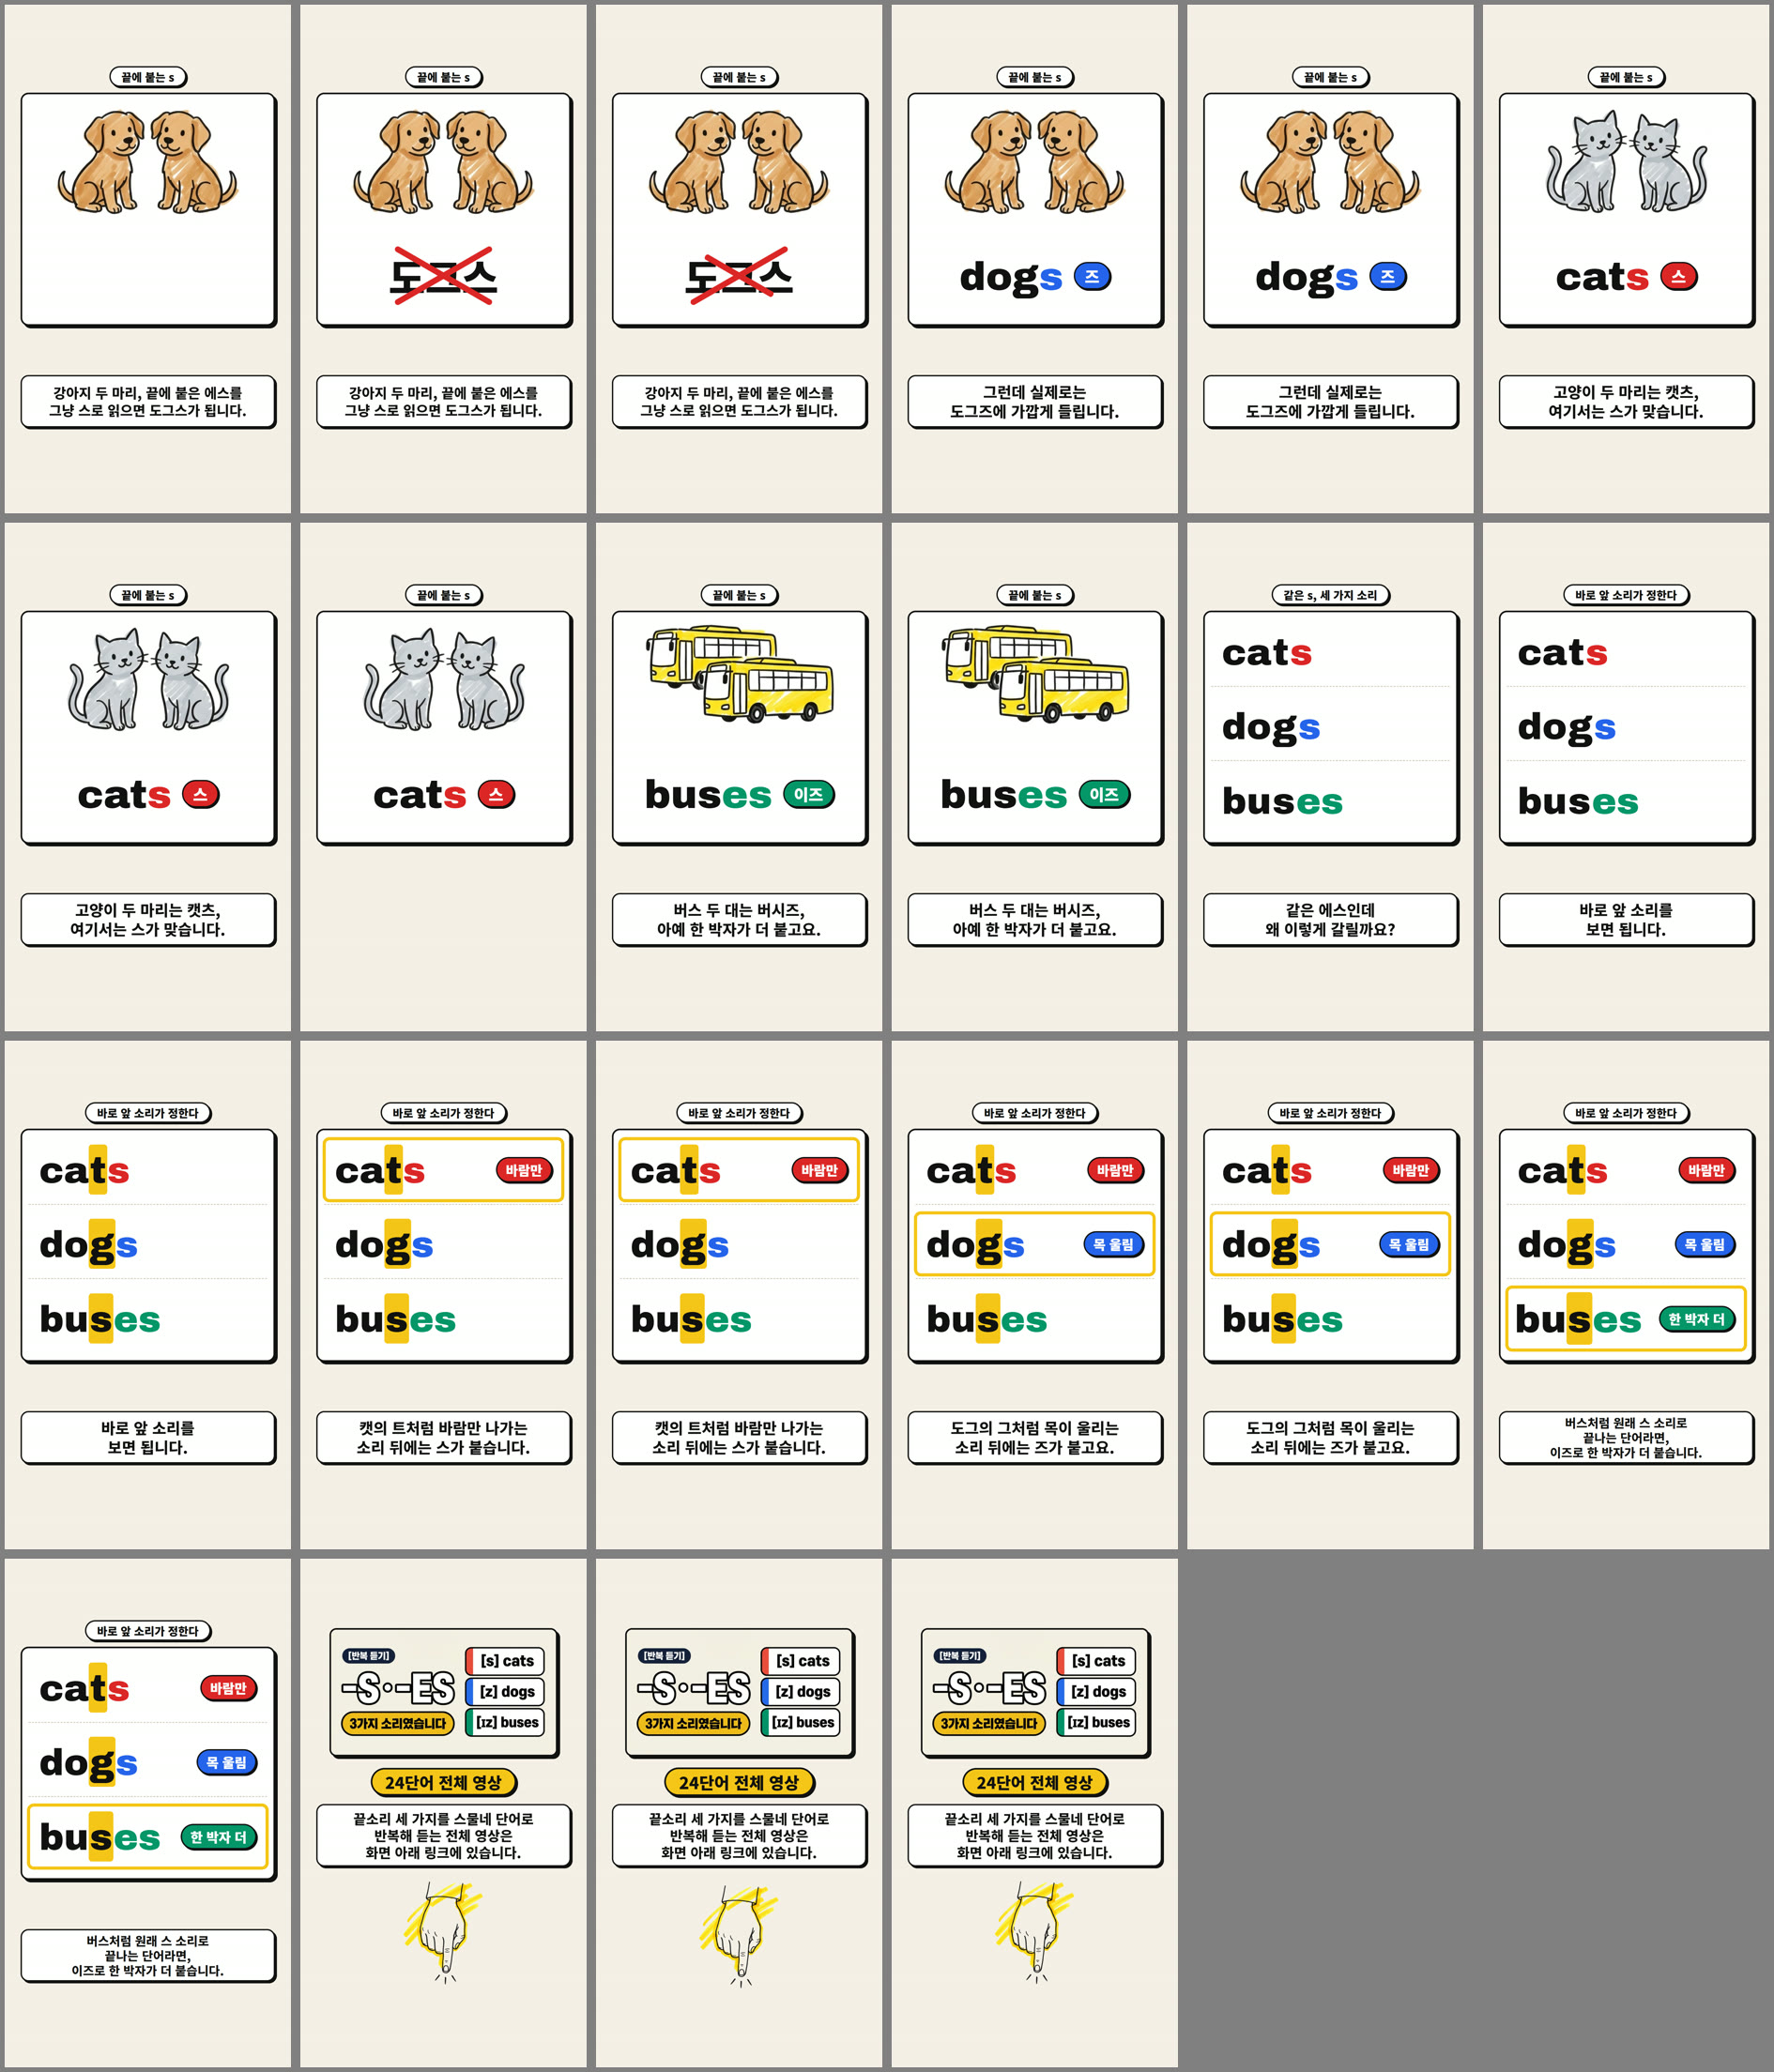 끝에 붙는 s
강아지 두 마리, 끝에 붙은 에스를
그냥 스로 읽으면 도그스가 됩니다.
끝에 붙는 s
도그스
강아지 두 마리, 끝에 붙은 에스를
그냥 스로 읽으면 도그스가 됩니다.
끝에 붙는 s
도그스
강아지 두 마리, 끝에 붙은 에스를
그냥 스로 읽으면 도그스가 됩니다.
끝에 붙는 s
dogs 즈
그런데 실제로는
도그즈에 가깝게 들립니다.
끝에 붙는 s
dogs 즈
그런데 실제로는
도그즈에 가깝게 들립니다.
끝에 붙는 s
cats 스
고양이 두 마리는 캣츠,
여기서는 스가 맞습니다.
끝에 붙는 s
cats 스
고양이 두 마리는 캣츠,
여기서는 스가 맞습니다.
끝에 붙는 s
cats 스
끝에 붙는 s
buses 이즈
버스 두 대는 버시즈,
아예 한 박자가 더 붙고요.
끝에 붙는 s
buses 이즈
버스 두 대는 버시즈,
아예 한 박자가 더 붙고요.
같은 s, 세 가지 소리
cats
dogs
buses
같은 에스인데
왜 이렇게 갈릴까요?
바로 앞 소리가 정한다
cats
dogs
buses
바로 앞 소리를
보면 됩니다.
바로 앞 소리가 정한다
cats
dogs
buses
바로 앞 소리를
보면 됩니다.
바로 앞 소리가 정한다
cats 바람만
dogs
buses
캣의 트처럼 바람만 나가는
소리 뒤에는 스가 붙습니다.
바로 앞 소리가 정한다
cats 바람만
dogs
buses
캣의 트처럼 바람만 나가는
소리 뒤에는 스가 붙습니다.
바로 앞 소리가 정한다
cats 바람만
dogs 목 울림
buses
도그의 그처럼 목이 울리는
소리 뒤에는 즈가 붙고요.
바로 앞 소리가 정한다
cats 바람만
dogs 목 울림
buses
도그의 그처럼 목이 울리는
소리 뒤에는 즈가 붙고요.
바로 앞 소리가 정한다
cats 바람만
dogs 목 울림
buses 한 박자 더
버스처럼 원래 스 소리로
끝나는 단어라면,
이즈로 한 박자가 더 붙습니다.
바로 앞 소리가 정한다
cats 바람만
dogs 목 울림
buses 한 박자 더
버스처럼 원래 스 소리로
끝나는 단어라면,
이즈로 한 박자가 더 붙습니다.
[반복 듣기]
-S·-ES
3가지 소리였습니다
[s] cats
[z] dogs
[ɪz] buses
24단어 전체 영상
끝소리 세 가지를 스물네 단어로
반복해 듣는 전체 영상은
화면 아래 링크에 있습니다.
[반복 듣기]
-S·-ES
3가지 소리였습니다
[s] cats
[z] dogs
[ɪz] buses
24단어 전체 영상
끝소리 세 가지를 스물네 단어로
반복해 듣는 전체 영상은
화면 아래 링크에 있습니다.
[반복 듣기]
-S·-ES
3가지 소리였습니다
[s] cats
[z] dogs
[ɪz] buses
24단어 전체 영상
끝소리 세 가지를 스물네 단어로
반복해 듣는 전체 영상은
화면 아래 링크에 있습니다.